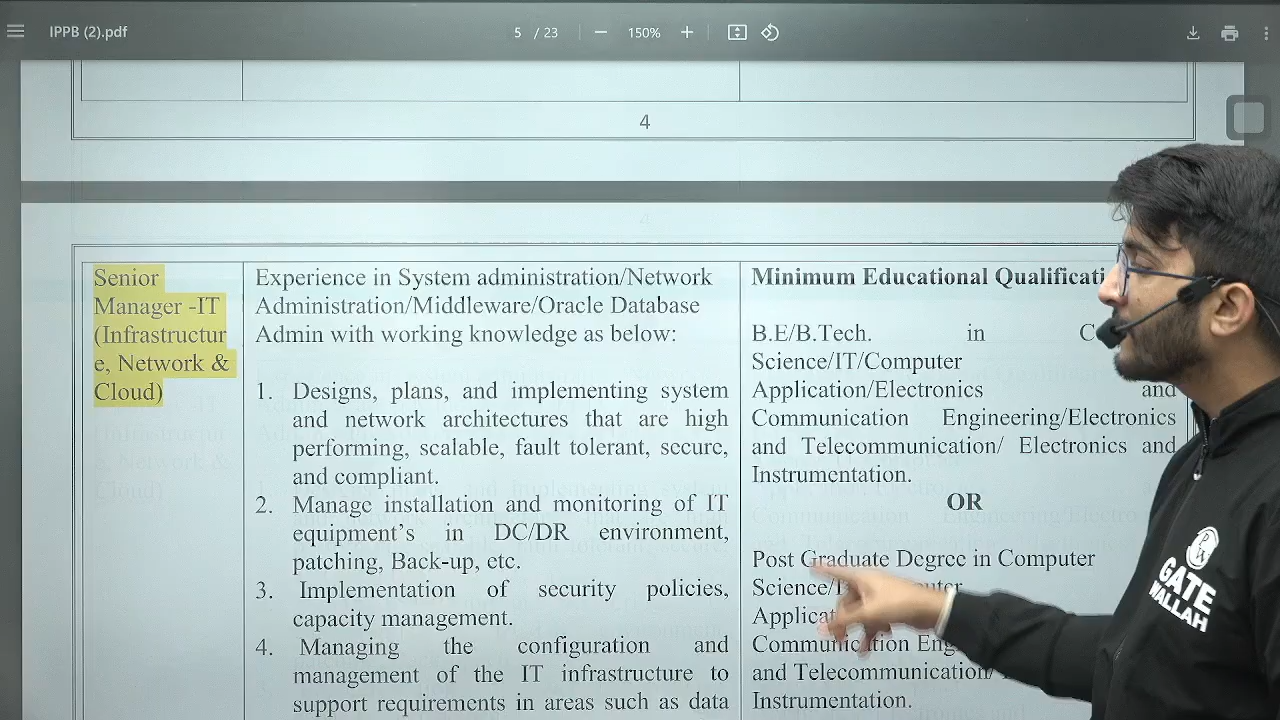 IPPB (2).pdf
5 / 23
150%
4
Senior
Manager -IT
(Infrastructur
e, Network &
Cloud)
Experience in System administration/Network
Administration/Middleware/Oracle Database
Admin with working knowledge as below:
1. Designs, plans, and implementing system
and network architectures that are high
performing, scalable, fault tolerant, secure,
and compliant.
2. Manage installation and monitoring of IT
equipment's in DC/DR environment,
patching, Back-up, etc.
3. Implementation of security policies,
capacity management.
4. Managing the configuration and
management of the IT infrastructure to
support requirements in areas such as data
Minimum Educational
B.E/B.Tech. in
Science/IT/Computer
Application/Electronics and
Communication Engineering/Electronics
and Telecommunication/ Electronics and
Instrumentation.
OR
Post Graduate Degree in Computer
Communication
and Telecommunication/
Instrumentation.
GATE
WALLAH